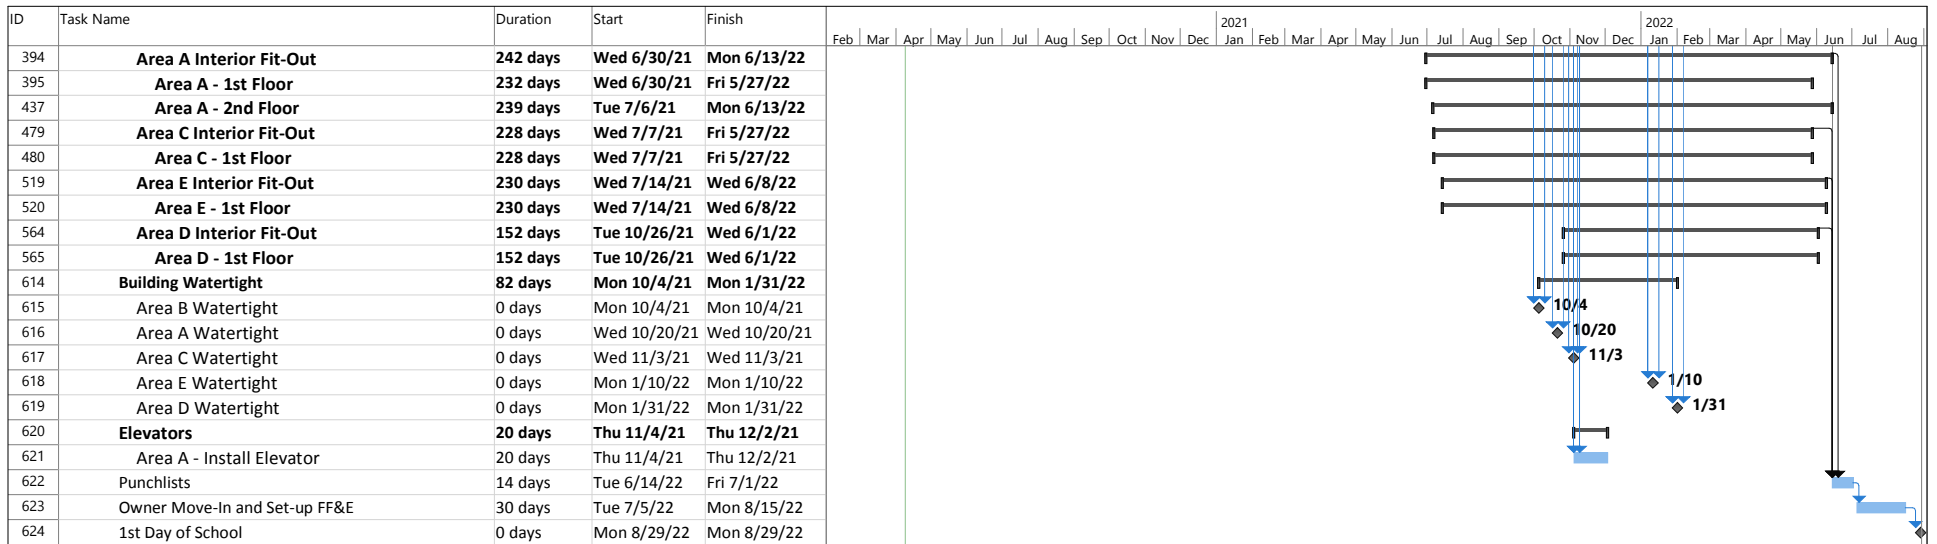 ID Task Name Duration Start Finish 2021 2022
Feb Mar Apr May Jun Jul Aug Sep Oct Nov Dec Jan Feb Mar Apr May Jun Jul Aug Sep Oct Nov Dec Jan Feb Mar Apr May Jun Jul Aug
394 Area A Interior Fit-Out 242 days Wed 6/30/21 Mon 6/13/22
395 Area A - 1st Floor 232 days Wed 6/30/21 Fri 5/27/22
437 Area A - 2nd Floor 239 days Tue 7/6/21 Mon 6/13/22
479 Area C Interior Fit-Out 228 days Wed 7/7/21 Fri 5/27/22
480 Area C - 1st Floor 228 days Wed 7/7/21 Fri 5/27/22
519 Area E Interior Fit-Out 230 days Wed 7/14/21 Wed 6/8/22
520 Area E - 1st Floor 230 days Wed 7/14/21 Wed 6/8/22
564 Area D Interior Fit-Out 152 days Tue 10/26/21 Wed 6/1/22
565 Area D - 1st Floor 152 days Tue 10/26/21 Wed 6/1/22
614 Building Watertight 82 days Mon 10/4/21 Mon 1/31/22
615 Area B Watertight 0 days Mon 10/4/21 Mon 10/4/21 10/4
616 Area A Watertight 0 days Wed 10/20/21 Wed 10/20/21 10/20
617 Area C Watertight 0 days Wed 11/3/21 Wed 11/3/21 11/3
618 Area E Watertight 0 days Mon 1/10/22 Mon 1/10/22 1/10
619 Area D Watertight 0 days Mon 1/31/22 Mon 1/31/22 1/31
620 Elevators 20 days Thu 11/4/21 Thu 12/2/21
621 Area A - Install Elevator 20 days Thu 11/4/21 Thu 12/2/21
622 Punchlists 14 days Tue 6/14/22 Fri 7/1/22
623 Owner Move-In and Set-up FF&E 30 days Tue 7/5/22 Mon 8/15/22
624 1st Day of School 0 days Mon 8/29/22 Mon 8/29/22